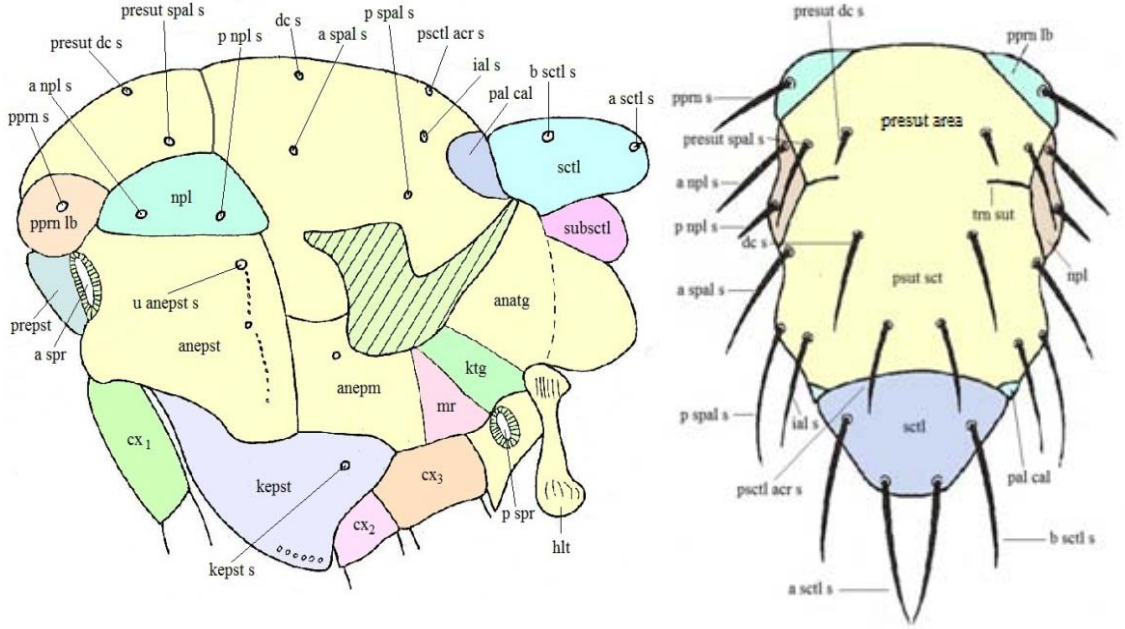 presut spal s
presut dc s
a npl s
pprn s
p npl s
dc s
a spal s
p spal s
psctl acr s
ial s
pal cal
b sctl s
a sctl s
npl
pprn lb
sctl
subsctl
u anepst s
prepst
a spr
anepst
anatg
ktg
anepm
mr
cx1
kepst
cx3
cx2
p spr
hlt
kepst s
presut dc s
pprn lb
pprn s
presut area
presut spal s
a npl s
trn sut
p npl s
dc s
npl
psut sct
a spal s
p spal s
ial s
sctl
pal cal
psctl acr s
b sctl s
a sctl s